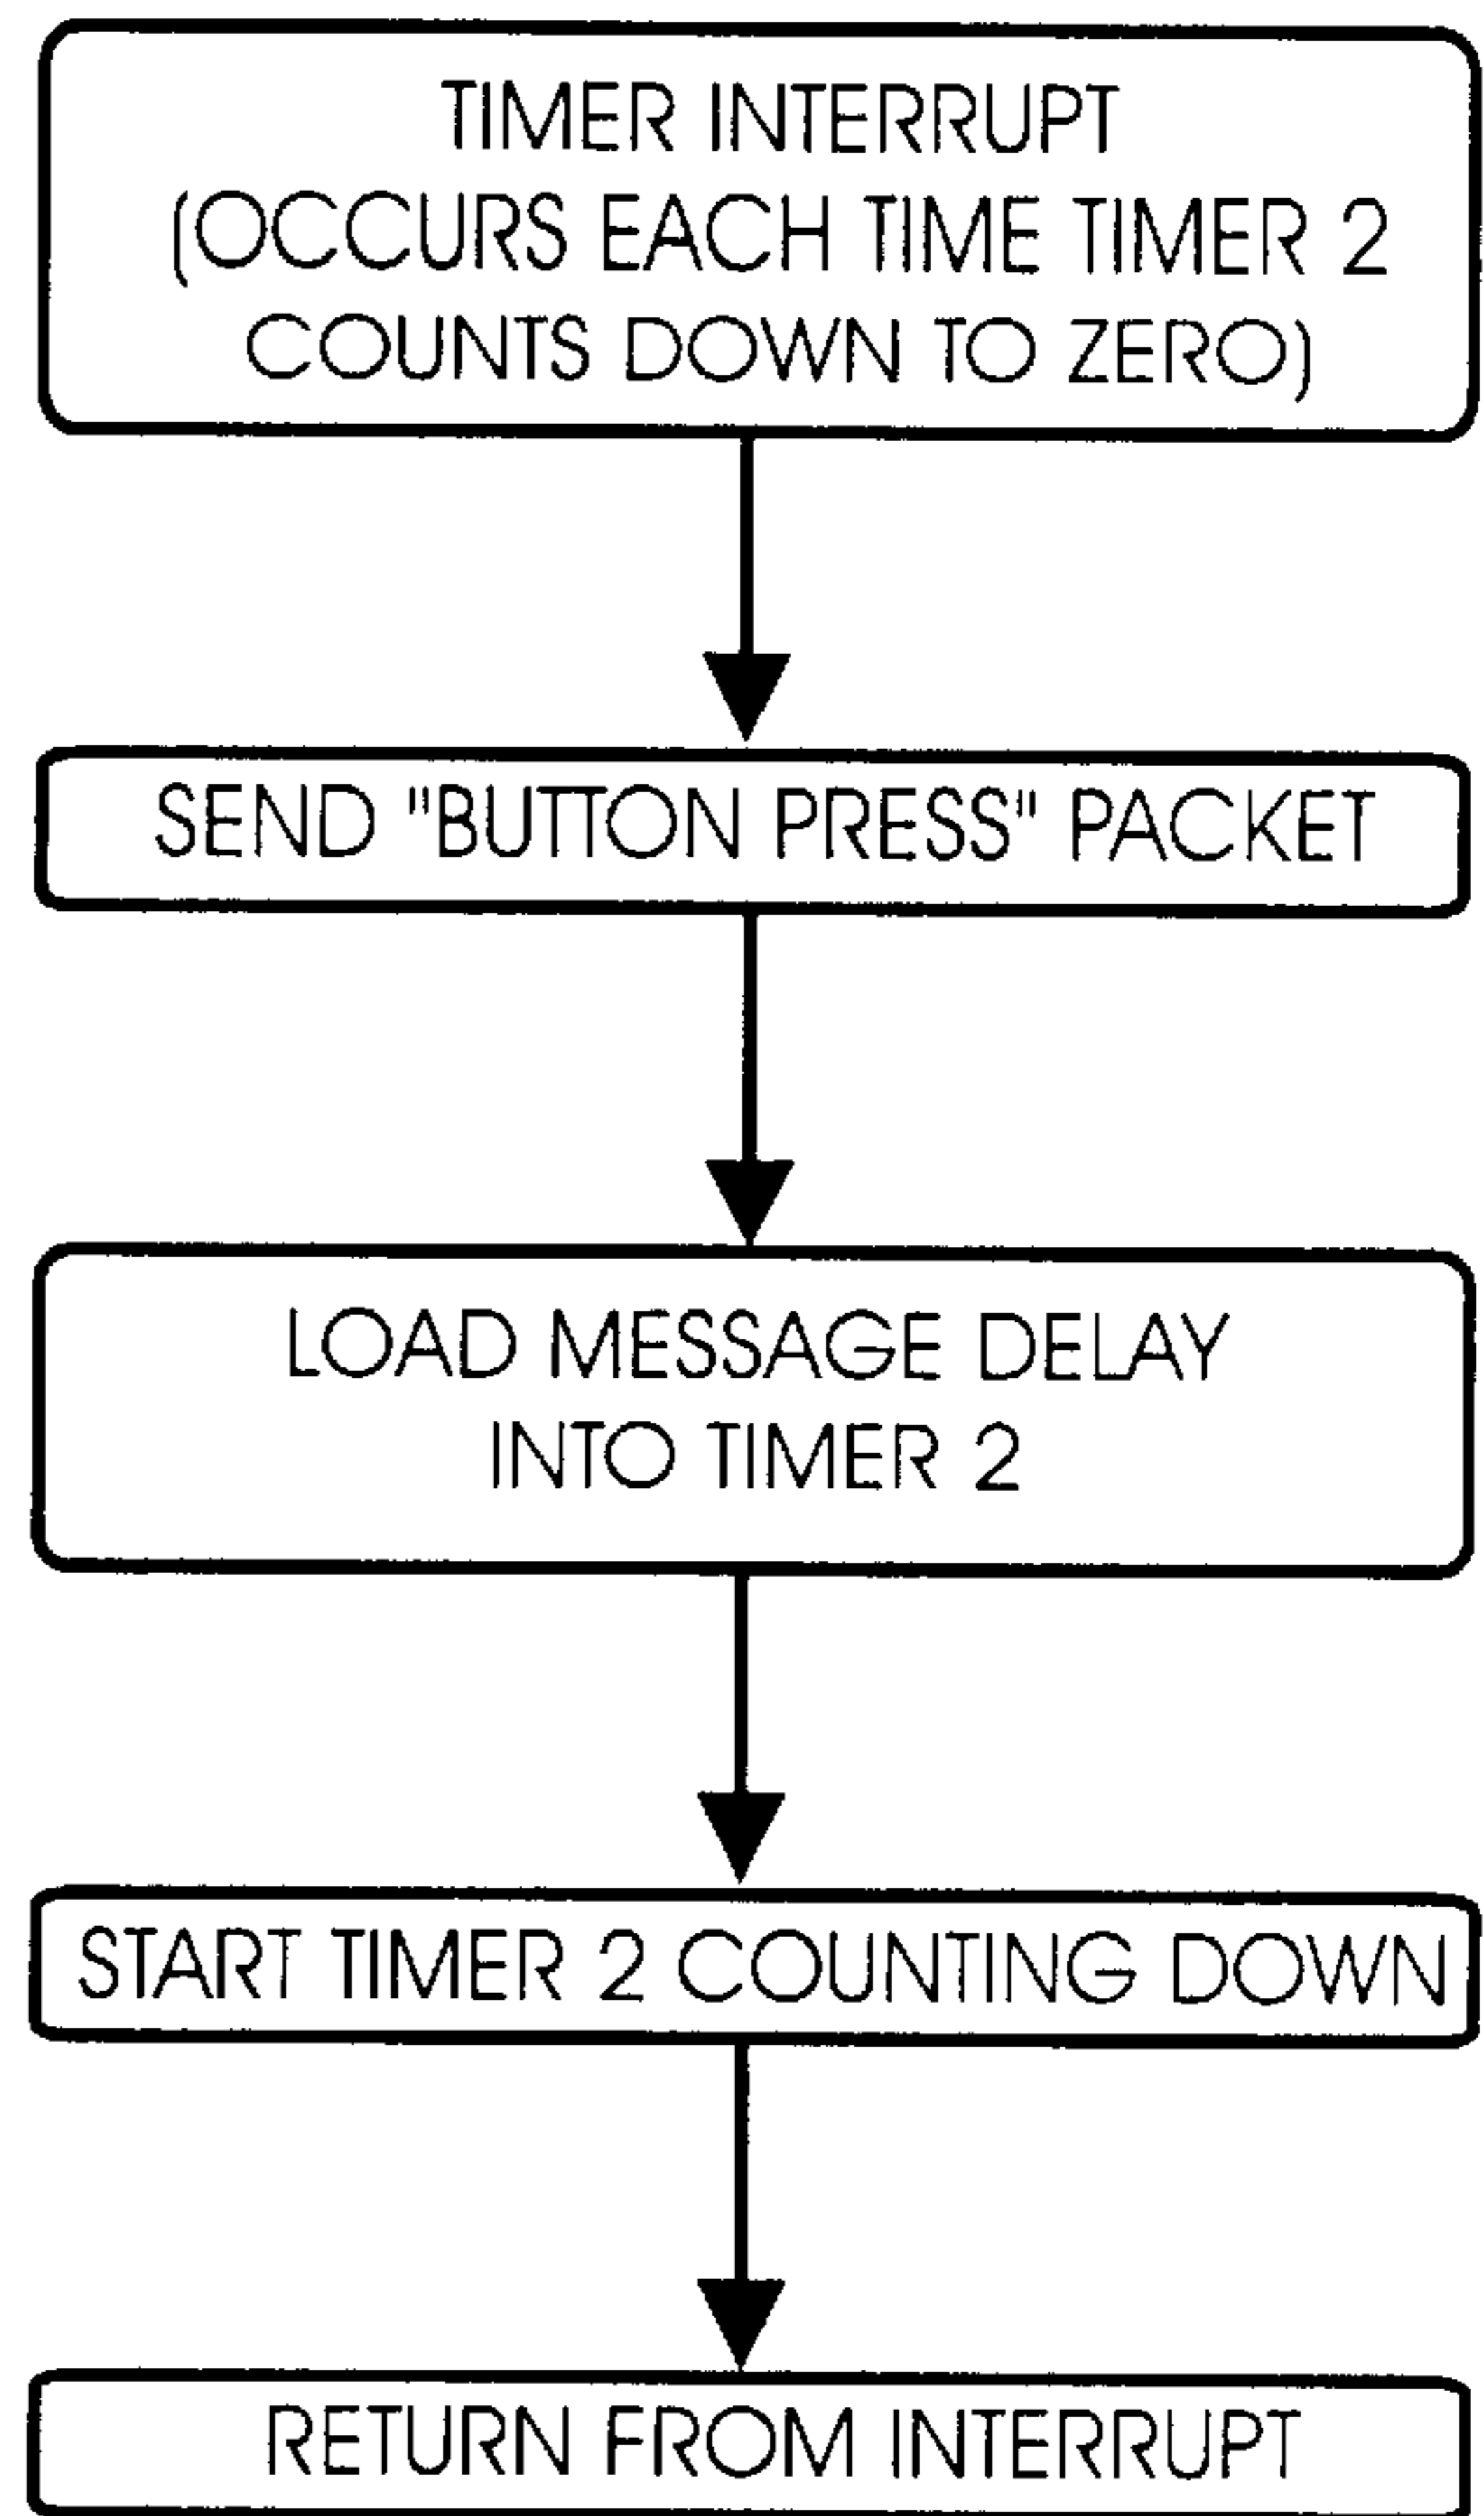 TIMER INTERRUPT
(OCCURS EACH TIME TIMER 2
COUNTS DOWN TO ZERO)
SEND "BUTTON PRESS" PACKET
LOAD MESSAGE DELAY
INTO TIMER 2
START TIMER 2 COUNTING DOWN
RETURN FROM INTERRUPT